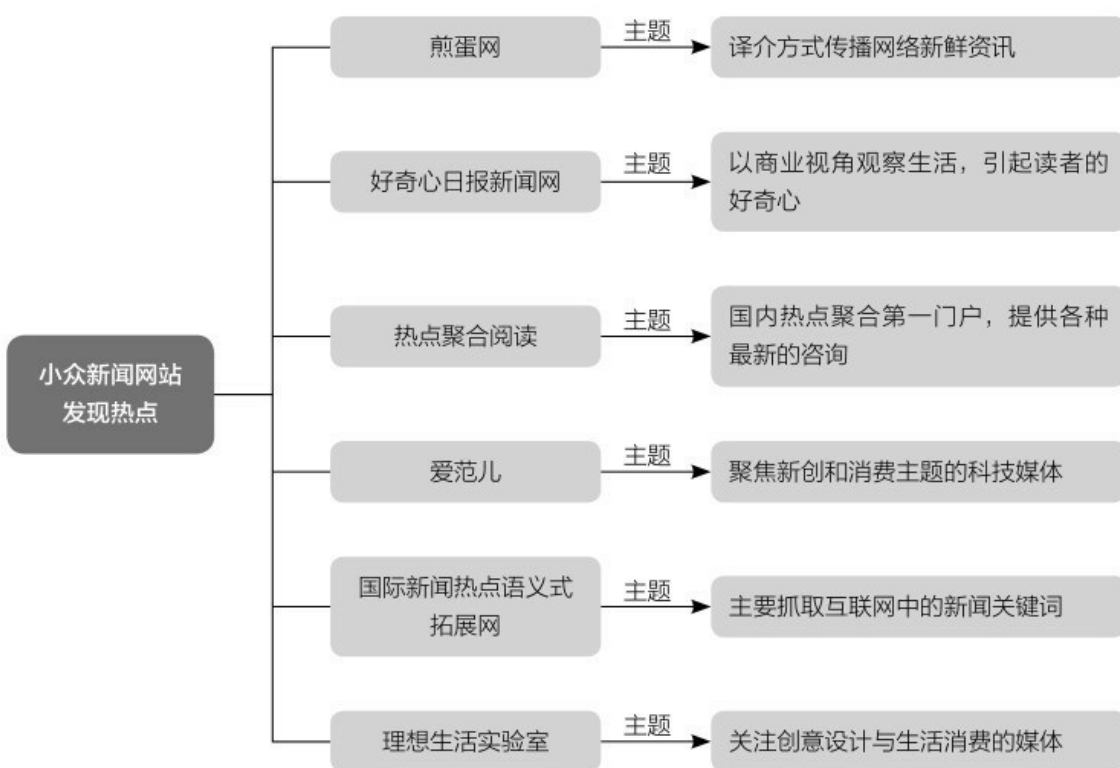 煎蛋网
主题
译介方式传播网络新鲜资讯
好奇心日报新闻网
主题
以商业视角观察生活，引起读者的
好奇心
热点聚合阅读
主题
国内热点聚合第一门户，提供各种
最新的咨询
小众新闻网站
发现热点
爱范儿
主题
聚焦新创和消费主题的科技媒体
国际新闻热点语义式
拓展网
主题
主要抓取互联网中的新闻关键词
理想生活实验室
主题
关注创意设计与生活消费的媒体